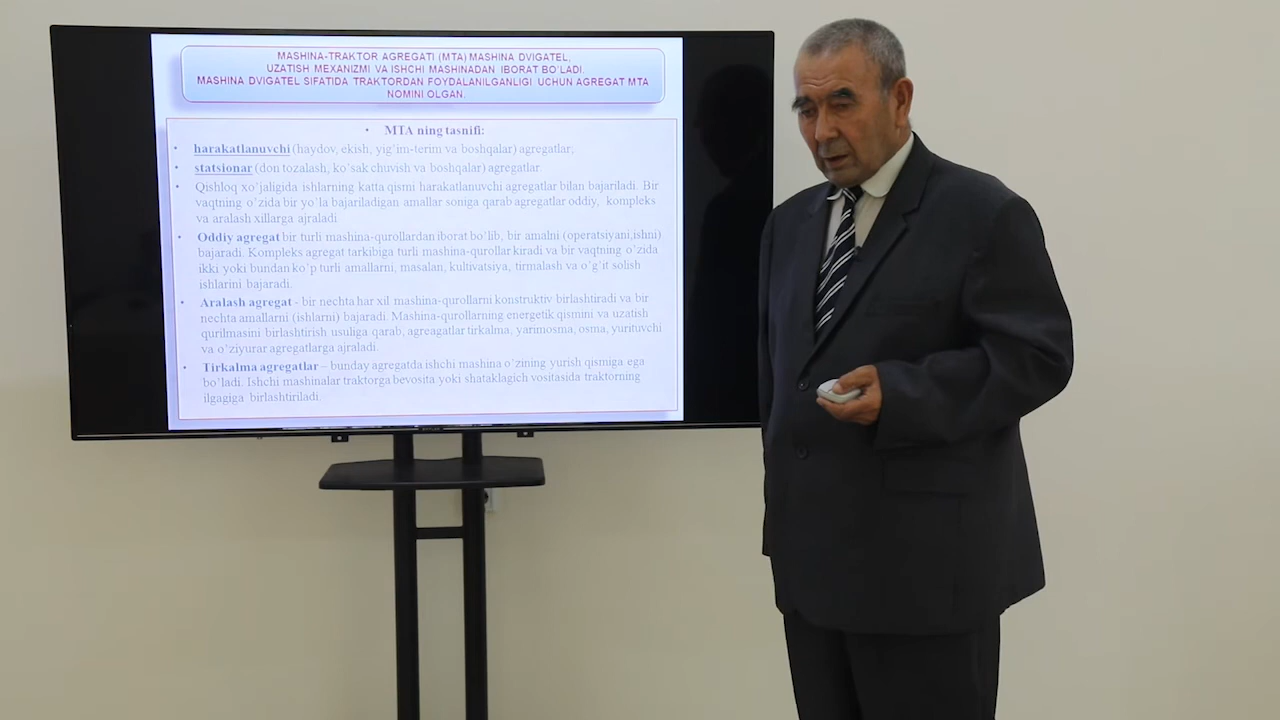 MASHINA-TRAKTOR AGREGATI (MTA) MASHINA DVIGATEL,
UZATISH MEXANIZMI VA ISHCHI MASHINADAN IBORAT BO'LADI.
MASHINA DVIGATEL SIFATIDA TRAKTORDAN FOYDALANILGANLIGI UCHUN AGREGAT MTA
NOMINI OLGAN.
• MTA ning tasnifi:
• harakatlanuvchi (haydov, ekish, yig'im-terim va boshqalar) agregatlar;
• statsionar (don tozalash, ko'sak chuvish va boshqalar) agregatlar.
• Qishloq xo'jaligida ishlarning katta qismi harakatlanuvchi agregatlar bilan bajariladi. Bir
vaqtning o'zida bir yo'la bajariladigan amallar soniga qarab agregatlar oddiy, kompleks
va aralash xillarga ajraladi
• Oddiy agregat bir turli mashina-qurollardan iborat bo'lib, bir amalni (operatsiyani,ishni)
bajaradi. Kompleks agregat tarkibiga turli mashina-qurollar kiradi va bir vaqtning o'zida
ikki yoki bundan ko'p turli amallarni, masalan, kultivatsiya, tirmalash va o'g'it solish
ishlarini bajaradi.
• Aralash agregat - bir nechta har xil mashina-qurollarni konstruktiv birlashtiradi va bir
nechta amallarni (ishlarni) bajaradi. Mashina-qurollarning energetik qismini va uzatish
qurilmasini birlashtirish usuliga qarab, agreagatlar tirkalma, yarimosma, osma, yurituvchi
va o'ziyurar agregatlarga ajraladi.
• Tirkalma agregatlar – bunday agregatda ishchi mashina o'zining yurish qismiga ega
bo'ladi. Ishchi mashinalar traktorga bevosita yoki shataklagich vositasida traktorning
ilgagiga birlashtiriladi.